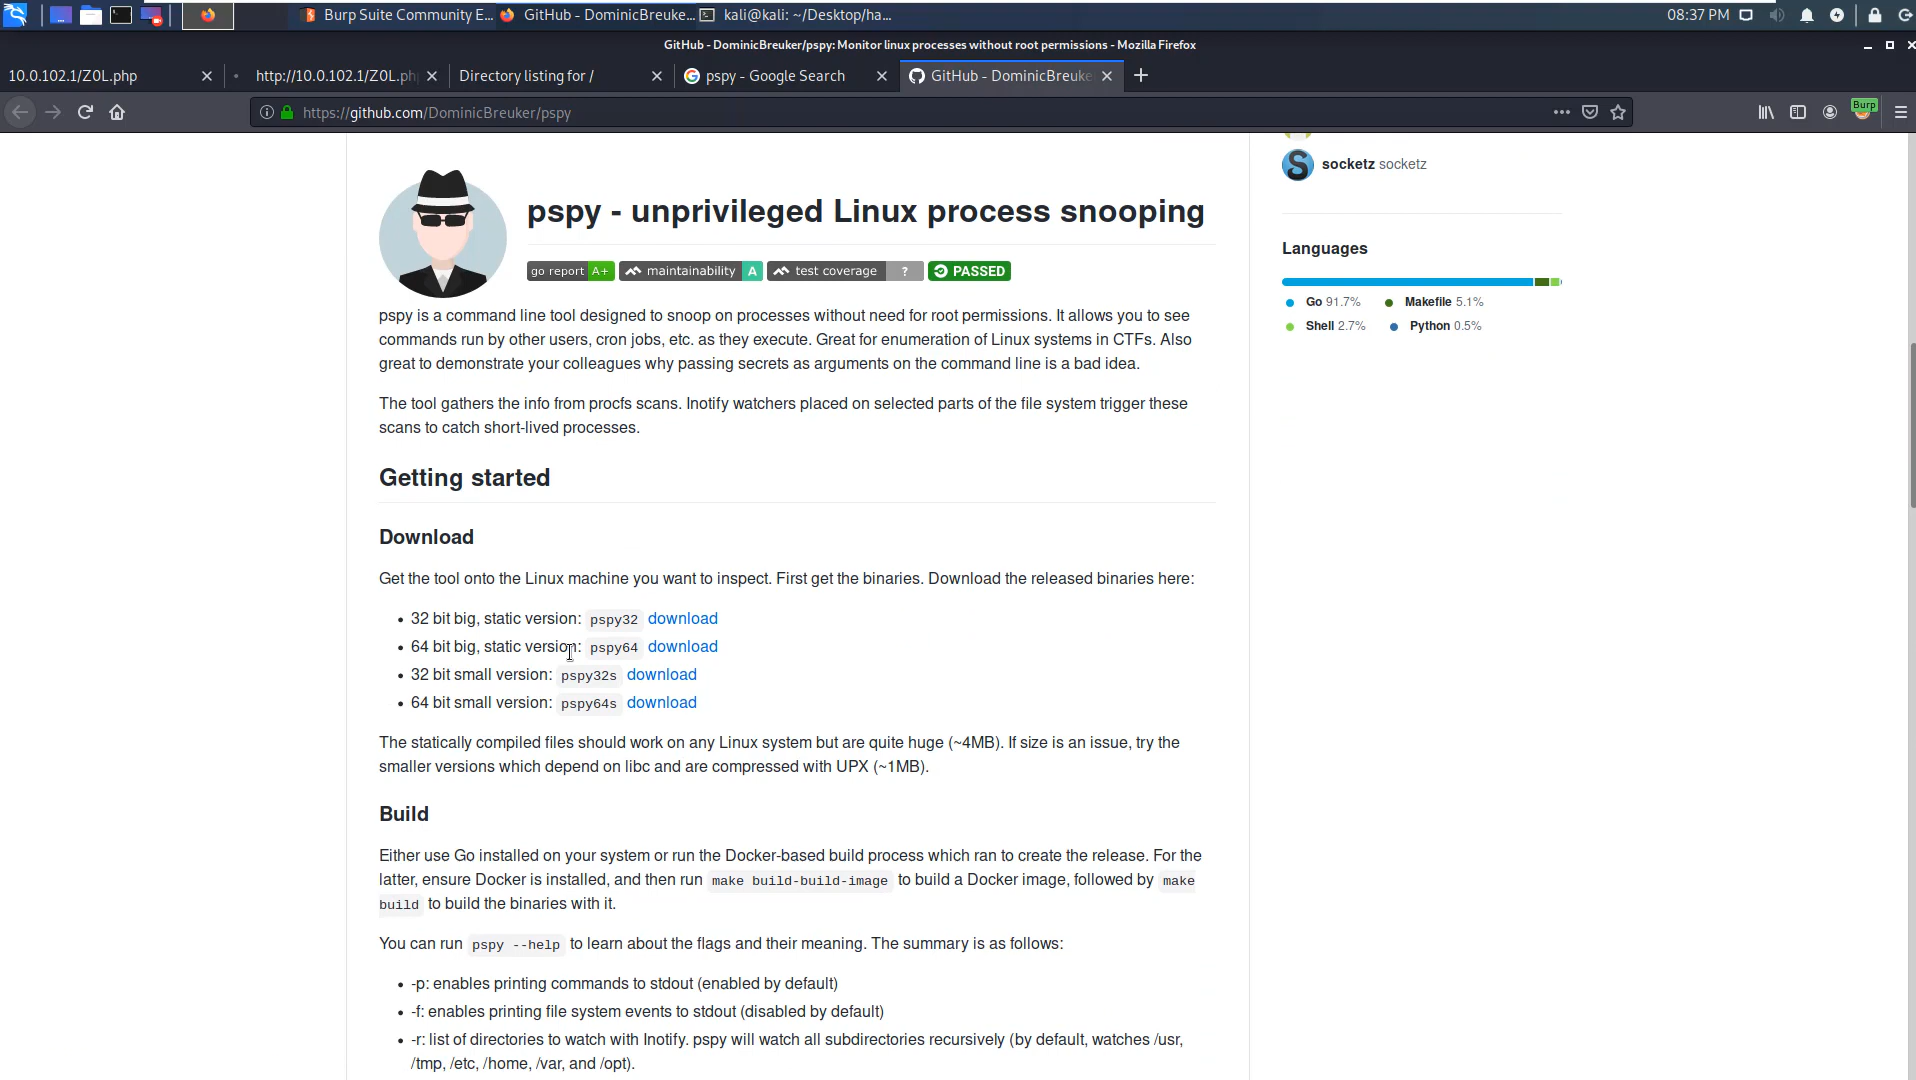 Burp Suite Community E...
GitHub - DominicBreuke...
kali@kali: ~/Desktop/ha...
08:37 PM
GitHub - DominicBreuker/pspy: Monitor linux processes without root permissions - Mozilla Firefox
10.0.102.1/Z0L.php
http://10.0.102.1/Z0L.ph
Directory listing for /
pspy - Google Search
GitHub - DominicBreuke
https://github.com/DominicBreuker/pspy
Burp
socketz socketz
pspy - unprivileged Linux process snooping
go report A+ maintainability A test coverage ? PASSED
Languages
Go 91.7% Makefile 5.1%
Shell 2.7% Python 0.5%
pspy is a command line tool designed to snoop on processes without need for root permissions. It allows you to see
commands run by other users, cron jobs, etc. as they execute. Great for enumeration of Linux systems in CTFs. Also
great to demonstrate your colleagues why passing secrets as arguments on the command line is a bad idea.
The tool gathers the info from procfs scans. Inotify watchers placed on selected parts of the file system trigger these
scans to catch short-lived processes.
Getting started
Download
Get the tool onto the Linux machine you want to inspect. First get the binaries. Download the released binaries here:
• 32 bit big, static version: pspy32 download
• 64 bit big, static version: pspy64 download
• 32 bit small version: pspy32s download
• 64 bit small version: pspy64s download
The statically compiled files should work on any Linux system but are quite huge (~4MB). If size is an issue, try the
smaller versions which depend on libc and are compressed with UPX (~1MB).
Build
Either use Go installed on your system or run the Docker-based build process which ran to create the release. For the
latter, ensure Docker is installed, and then run make build-build-image to build a Docker image, followed by make
build to build the binaries with it.
You can run pspy --help to learn about the flags and their meaning. The summary is as follows:
• -p: enables printing commands to stdout (enabled by default)
• -f: enables printing file system events to stdout (disabled by default)
• -r: list of directories to watch with Inotify. pspy will watch all subdirectories recursively (by default, watches /usr,
/tmp, /etc, /home, /var, and /opt).